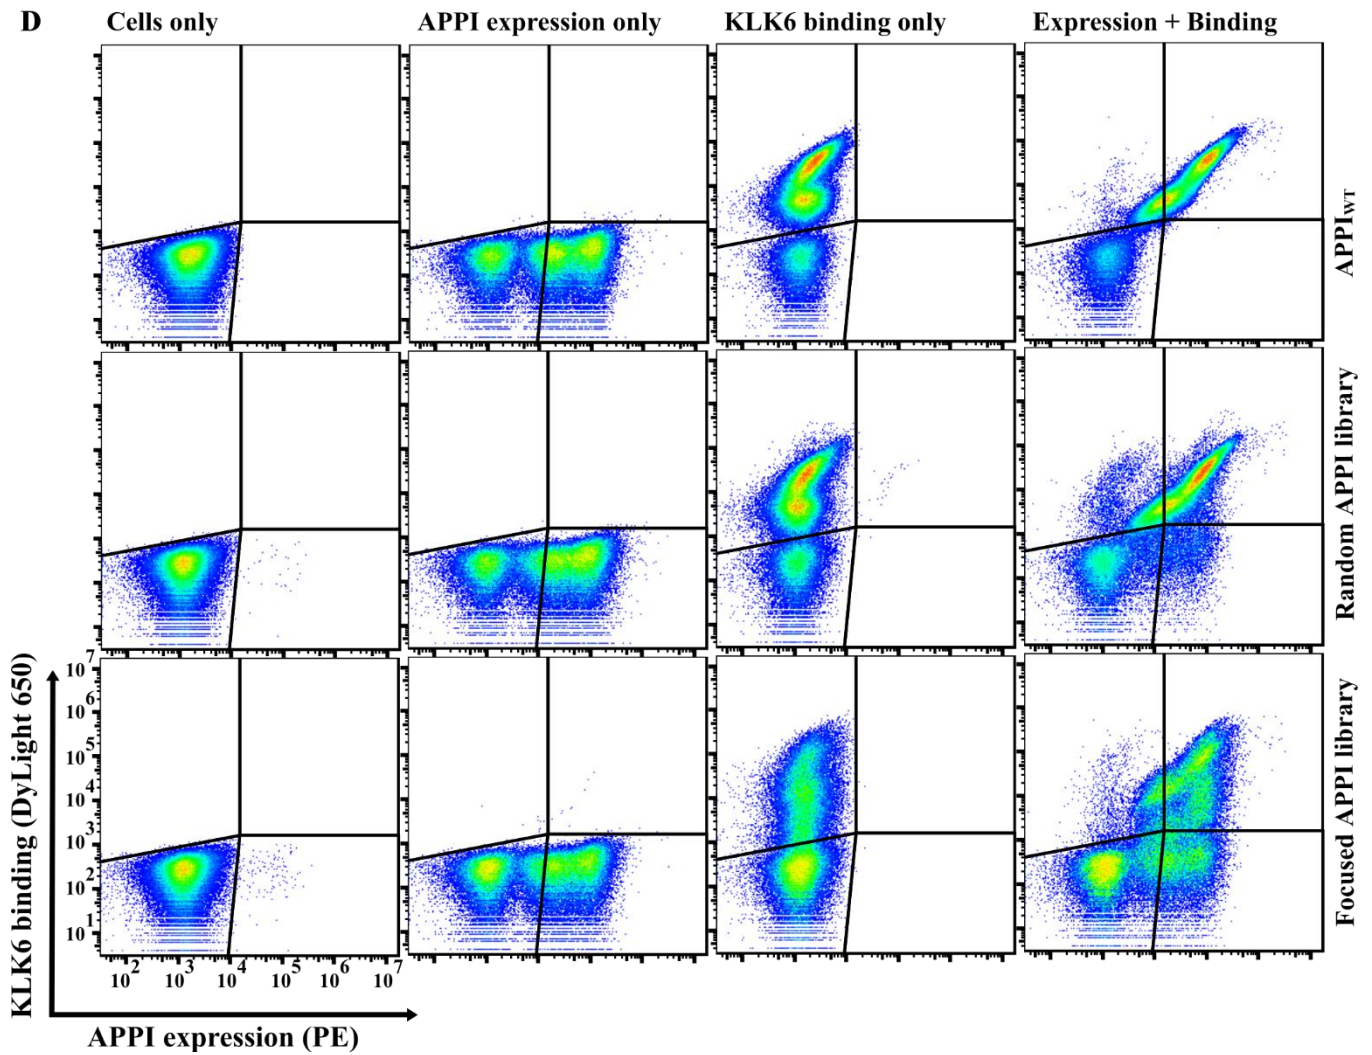 D
Cells only
APPI expression only
KLK6 binding only
Expression + Binding
APPI_WT
Random APPI library
7
Focused APPI library
KLK6 binding (DyLight 650)
10^7
10^6
10^5
10^4
10^3
10^2
10^1
10^2 10^3 10^4 10^5 10^6 10^7
APPI expression (PE)